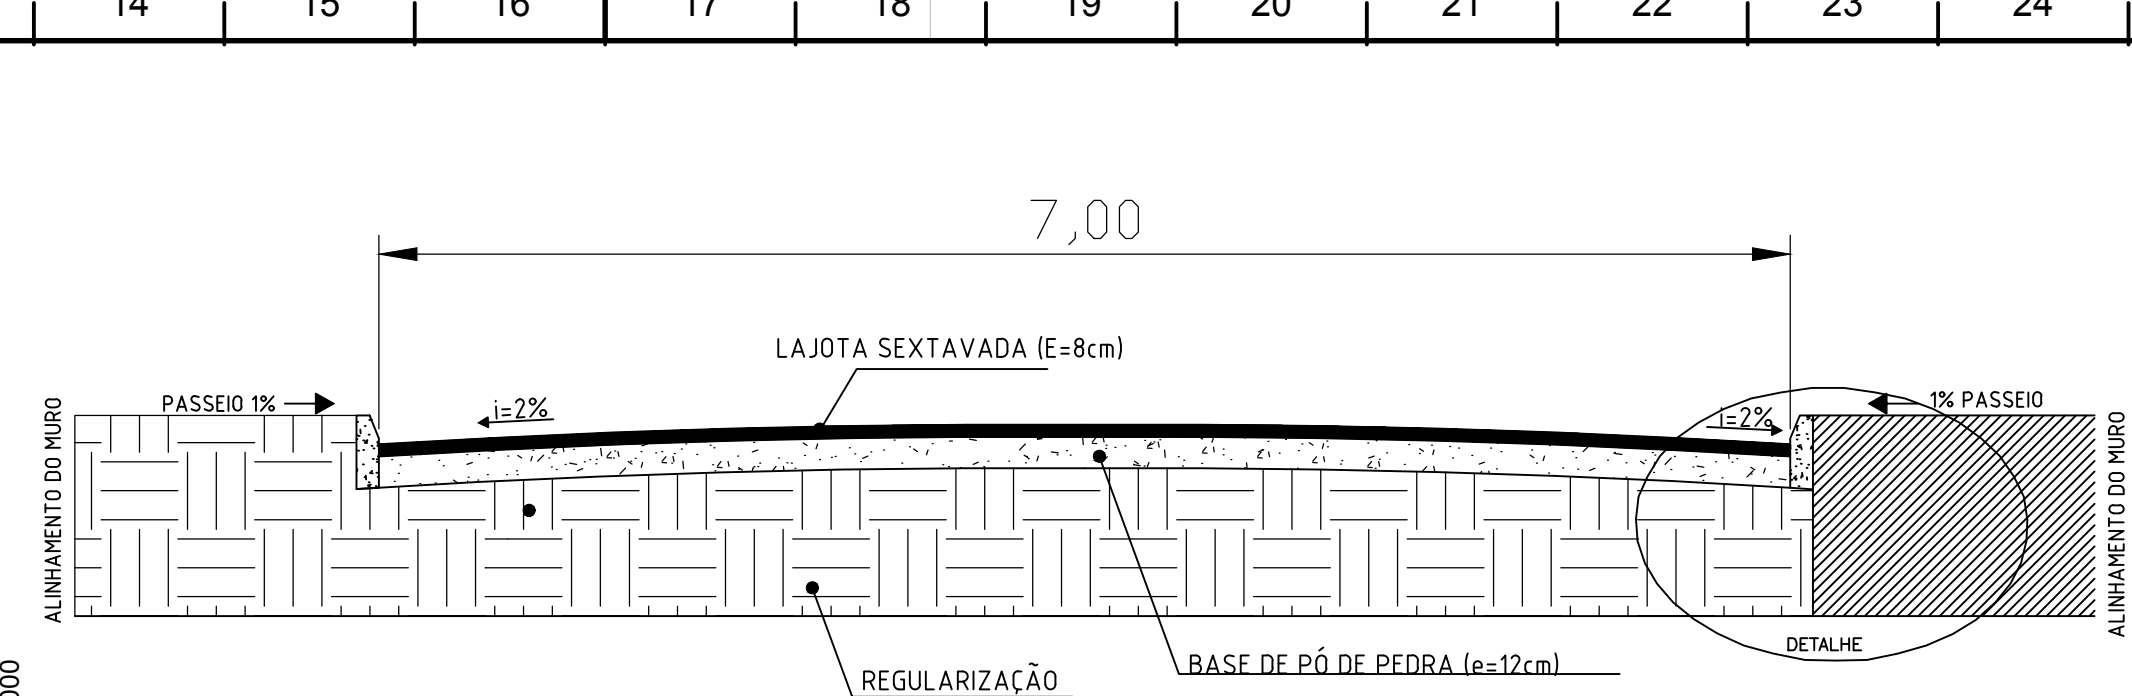 14 15 16 17 18 19 20 21 22 23 24
7,00
LAJOTA SEXTAVADA (E=8cm)
PASSEIO 1%
i=2%
i=2%
1% PASSEIO
ALINHAMENTO DO MURO
ALINHAMENTO DO MURO
DETALHE
BASE DE PÓ DE PEDRA (e=12cm)
REGULARIZAÇÃO
000